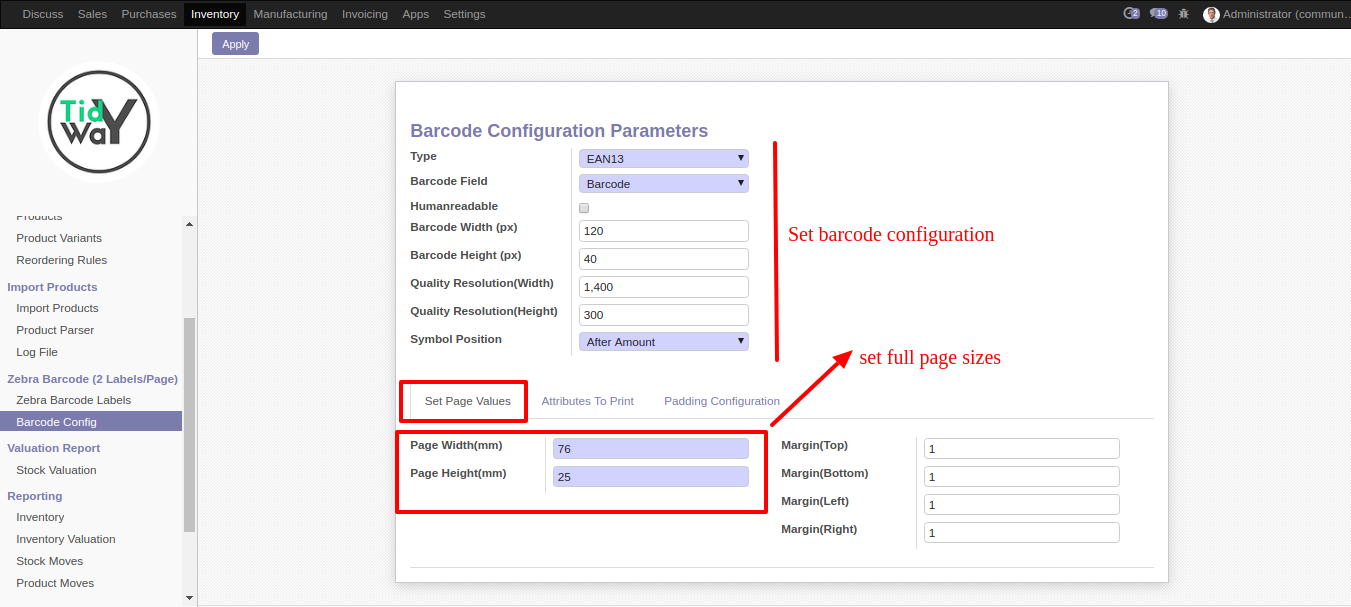 Discuss Sales Purchases Inventory Manufacturing Invoicing Apps Settings 2 10 Administrator (commun...
Apply
Tid
WaY
Products
Product Variants
Reordering Rules
Import Products
Import Products
Product Parser
Log File
Zebra Barcode (2 Labels/Page)
Zebra Barcode Labels
Barcode Config
Valuation Report
Stock Valuation
Reporting
Inventory
Inventory Valuation
Stock Moves
Product Moves
Barcode Configuration Parameters
Type EAN13
Barcode Field Barcode
Humanreadable
Barcode Width (px) 120
Barcode Height (px) 40
Quality Resolution(Width) 1,400
Quality Resolution(Height) 300
Symbol Position After Amount
Set barcode configuration
set full page sizes
Set Page Values Attributes To Print Padding Configuration
Page Width(mm) 76
Page Height(mm) 25
Margin(Top) 1
Margin(Bottom) 1
Margin(Left) 1
Margin(Right) 1